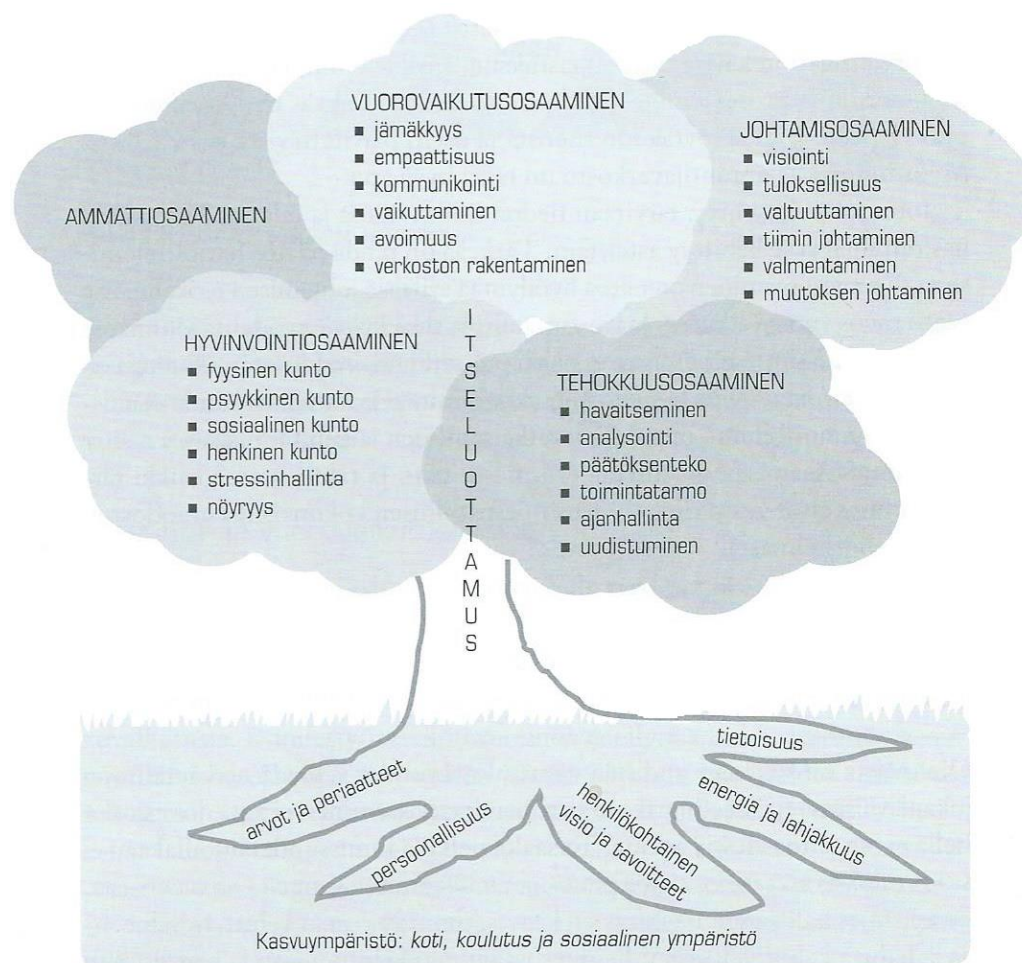 VUOROVAIKUTUSOSAAMINEN
▪ jämäkkyys
▪ empaattisuus
▪ kommunikointi
▪ vaikuttaminen
▪ avoimuus
▪ verkoston rakentaminen
JOHTAMISOSAAMINEN
▪ visiointi
▪ tuloksellisuus
▪ valtuuttaminen
▪ tiimin johtaminen
▪ valmentaminen
▪ muutoksen johtaminen
AMMATTIOSAAMINEN
HYVINVOINTIOSAAMINEN
▪ fyysinen kunto
▪ psyykkinen kunto
▪ sosiaalinen kunto
▪ henkinen kunto
▪ stressinhallinta
▪ nöyryys
ITSELUOTTAMUS
TEHOKKUUSOSAAMINEN
▪ havaitseminen
▪ analysointi
▪ päätöksenteko
▪ toimintatarmo
▪ ajanhallinta
▪ uudistuminen
arvot ja periaatteet
persoonallisuus
henkilökohtainen
visio ja tavoitteet
energia ja lahjakkuus
tietoisuus
Kasvuympäristö: koti, koulutus ja sosiaalinen ympäristö